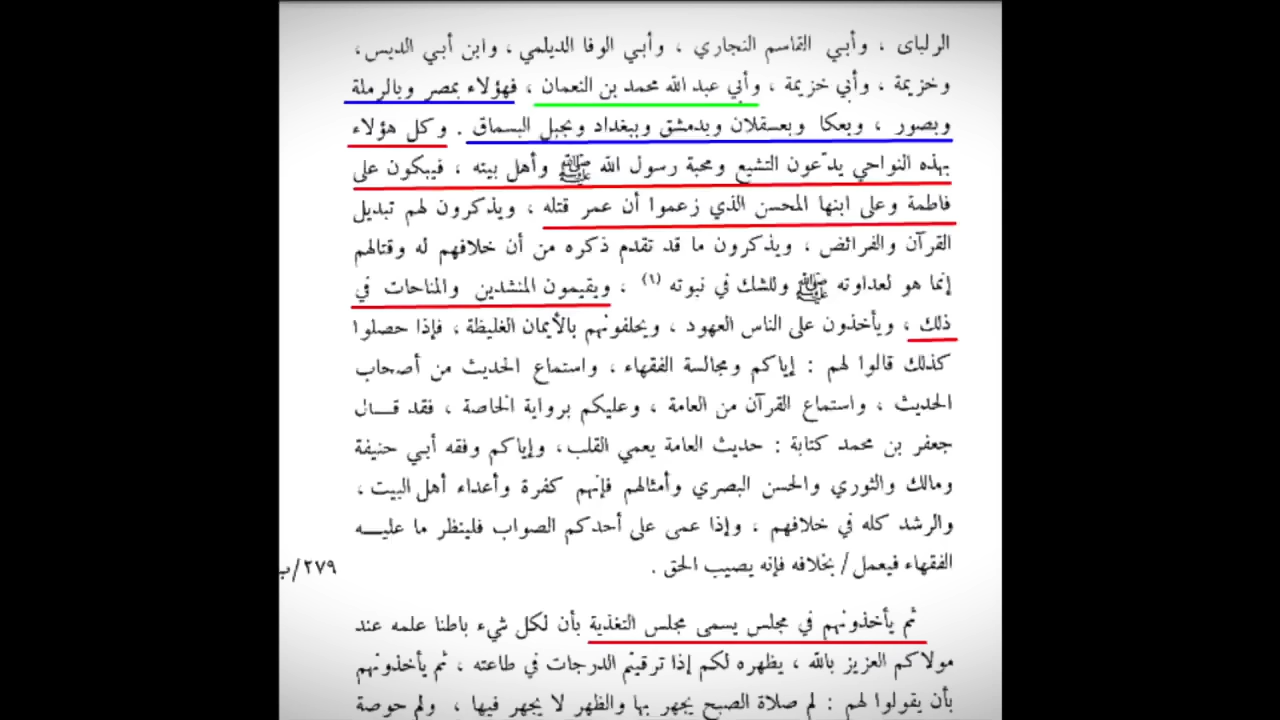 الرلباى ، وأبي القاسم النجاري ، وأبي الوفا الديلمي ، وابن أبي الديس ،
وخزيمة ، وأبي خزيمة ، وأبي عبد الله محمد بن النعمان ، فهؤلاء بمصر وبالرملة
وبصور ، وبعكا وبعسقلان وبدمشق وببغداد وبجبل البسماق . وكل هؤلاء
بهذه النواحي يدّعون التشيع ومحبة رسول الله ﷺ وأهل بيته ، فيبكون على
فاطمة وعلى ابنها المحسن الذي زعموا أن عمر قتله ، ويذكرون لهم تبديل
القرآن والفرائض ، ويذكرون ما قد تقدم ذكره من أن خلافهم له وقتالهم
إنما هو لعداوته ﷺ وللشك في نبوته (١) ، ويقيمون المنشدين والمناحات في
ذلك ، ويأخذون على الناس العهود ، ويحلفونهم بالأيمان الغليظة ، فإذا حصلوا
كذلك قالوا لهم : إياكم ومجالسة الفقهاء ، واستماع الحديث من أصحاب
الحديث ، واستماع القرآن من العامة ، وعليكم برواية الخاصة ، فقد قــال
جعفر بن محمد كتابة : حديث العامة يعمي القلب ، وإياكم وفقه أبي حنيفة
ومالك والثوري والحسن البصري وأمثالهم فإنهم كفرة وأعداء أهل البيت ،
والرشد كله في خلافهم ، وإذا عمى على أحدكم الصواب فلينظر ما عليــه
الفقهاء فيعمل / بخلافه فإنه يصيب الحق .
٢٧٩/ب
ثم يأخذونهم في مجلس يسمى مجلس التغذية بأن لكل شيء باطنا علمه عند
مولاكم العزيز بالله ، يظهره لكم إذا ترقيتم الدرجات في طاعته ، ثم يأخذونهم
بأن يقولوا لهم : لم صلاة الصبح يجهر بها والظهر لا يجهر فيها ، ولم حوصة